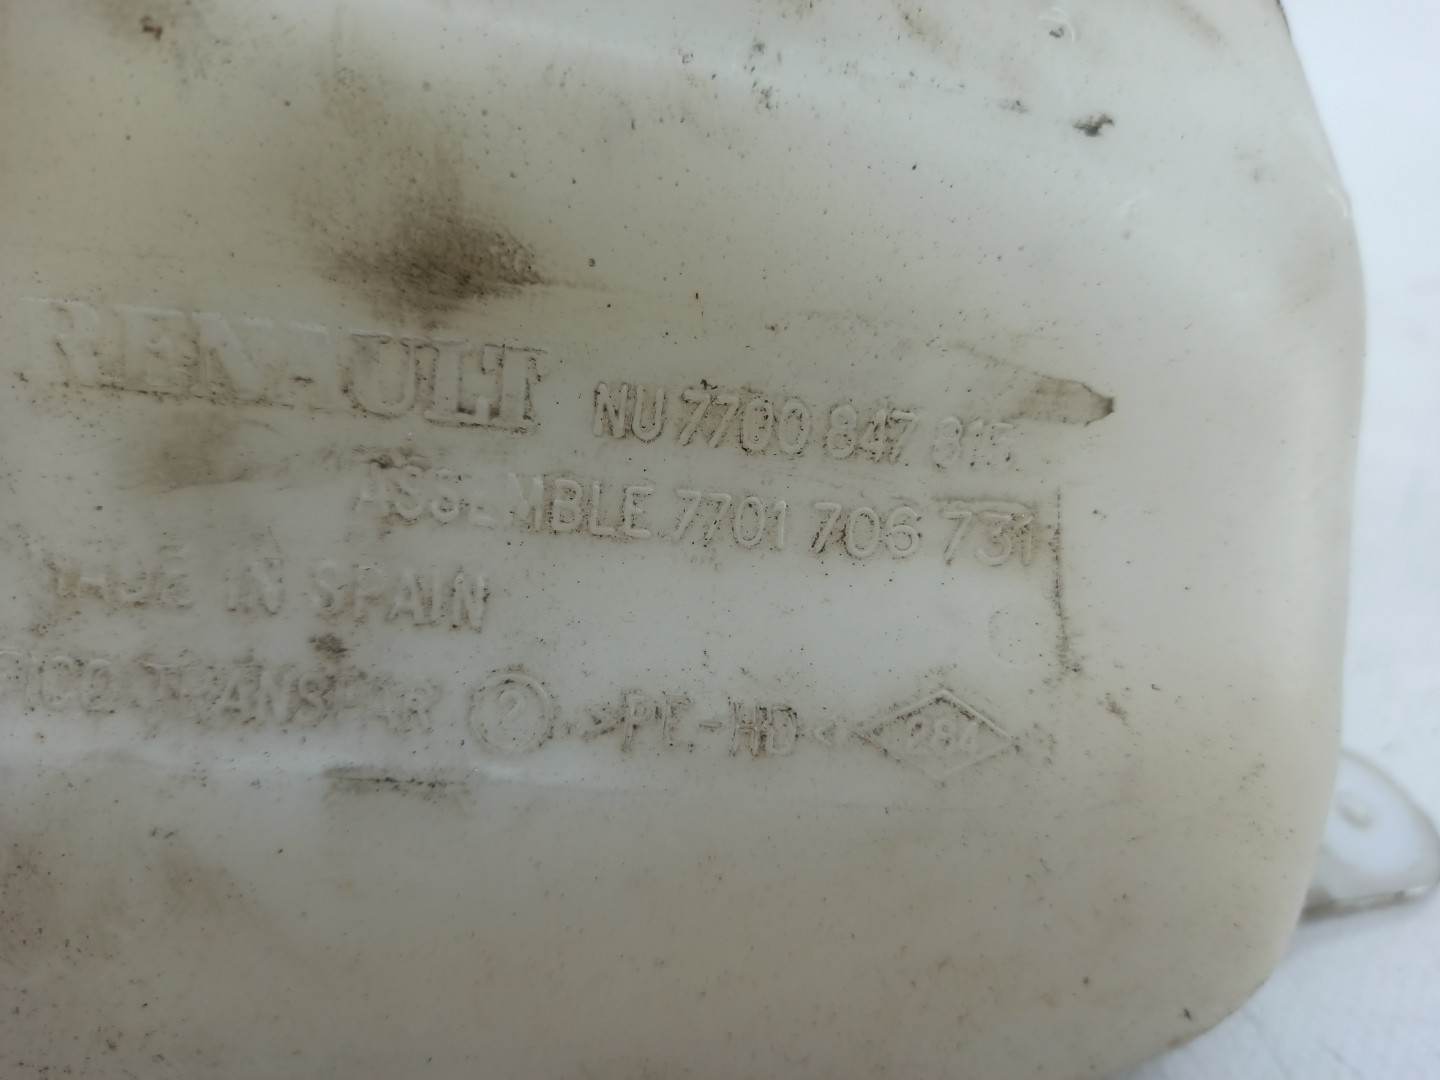 RENAULT NU 7700 847 815
ASSEMBLE 7701 706 731
MADE IN SPAIN
TRANSPAR 2 >PE-HD< 284